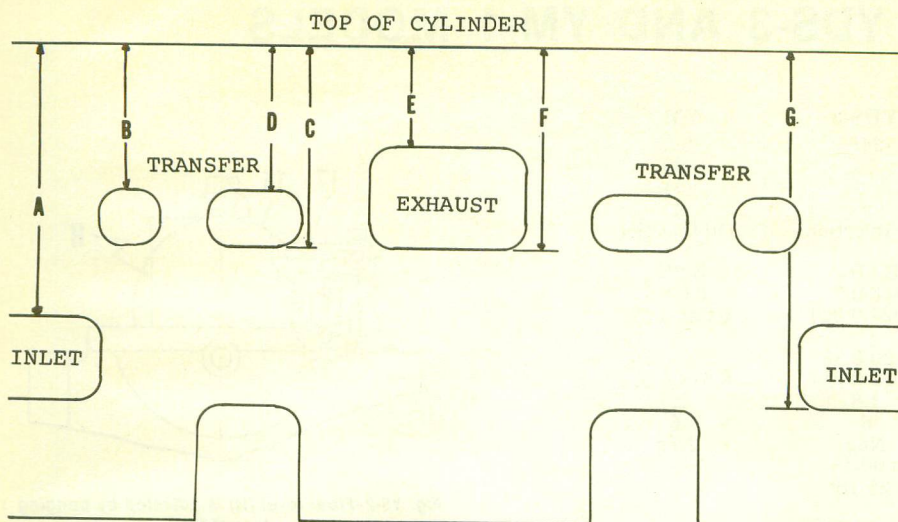 TOP OF CYLINDER
A
B
D
C
E
F
G
TRANSFER
TRANSFER
EXHAUST
INLET
INLET